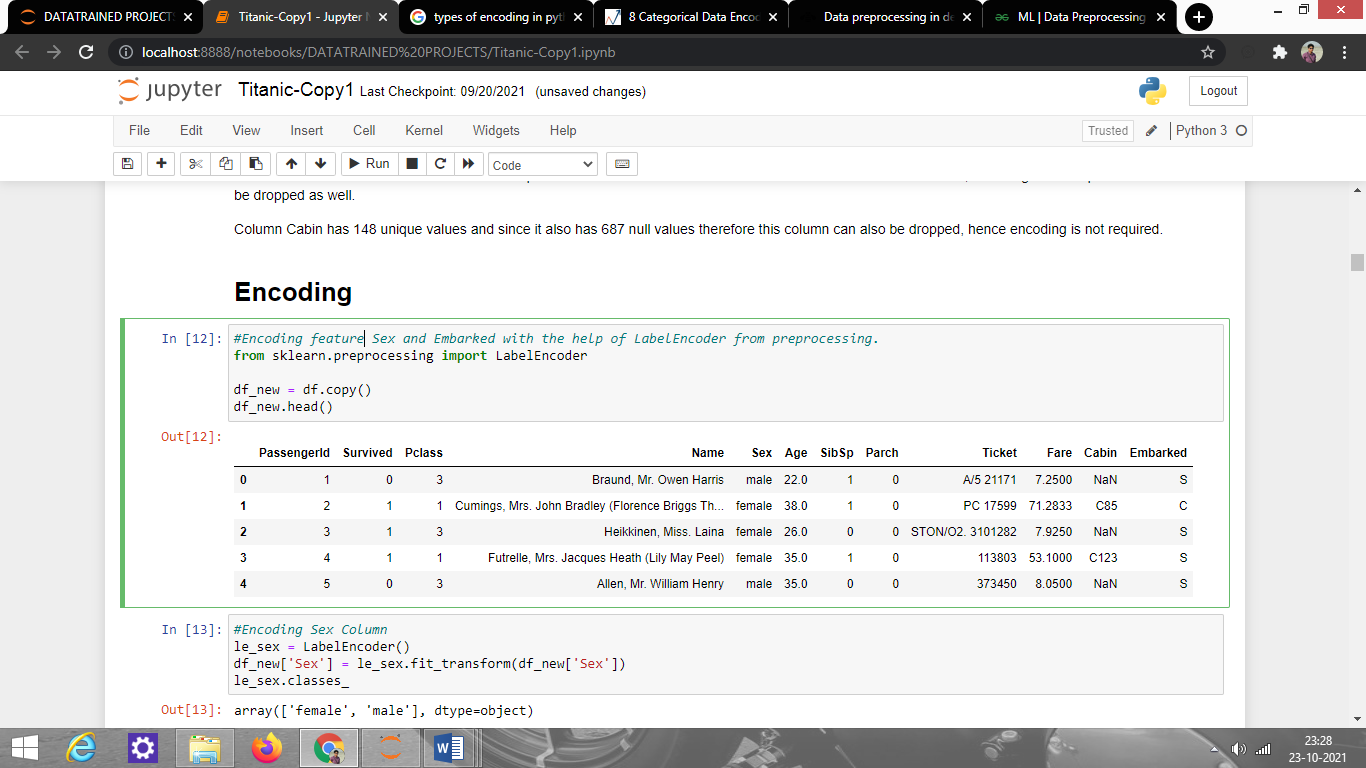 DATATRAINED PROJECTS
Titanic-Copy1 - Jupyter N
types of encoding in pyth
8 Categorical Data Encod
Data preprocessing in de
ML | Data Preprocessing
localhost:8888/notebooks/DATATRAINED%20PROJECTS/Titanic-Copy1.ipynb
jupyter Titanic-Copy1 Last Checkpoint: 09/20/2021 (unsaved changes)
Logout
File Edit View Insert Cell Kernel Widgets Help
Trusted
Python 3
Run
Code
be dropped as well.
Column Cabin has 148 unique values and since it also has 687 null values therefore this column can also be dropped, hence encoding is not required.
Encoding
In [12]: #Encoding feature Sex and Embarked with the help of LabelEncoder from preprocessing.
from sklearn.preprocessing import LabelEncoder
df_new = df.copy()
df_new.head()
Out[12]:
PassengerId Survived Pclass Name Sex Age SibSp Parch Ticket Fare Cabin Embarked
0 1 0 3 Braund, Mr. Owen Harris male 22.0 1 0 A/5 21171 7.2500 NaN S
1 2 1 1 Cumings, Mrs. John Bradley (Florence Briggs Th... female 38.0 1 0 PC 17599 71.2833 C85 C
2 3 1 3 Heikkinen, Miss. Laina female 26.0 0 0 STON/O2. 3101282 7.9250 NaN S
3 4 1 1 Futrelle, Mrs. Jacques Heath (Lily May Peel) female 35.0 1 0 113803 53.1000 C123 S
4 5 0 3 Allen, Mr. William Henry male 35.0 0 0 373450 8.0500 NaN S
In [13]: #Encoding Sex Column
le_sex = LabelEncoder()
df_new['Sex'] = le_sex.fit_transform(df_new['Sex'])
le_sex.classes_
Out[13]: array(['female', 'male'], dtype=object)
23:28
23-10-2021